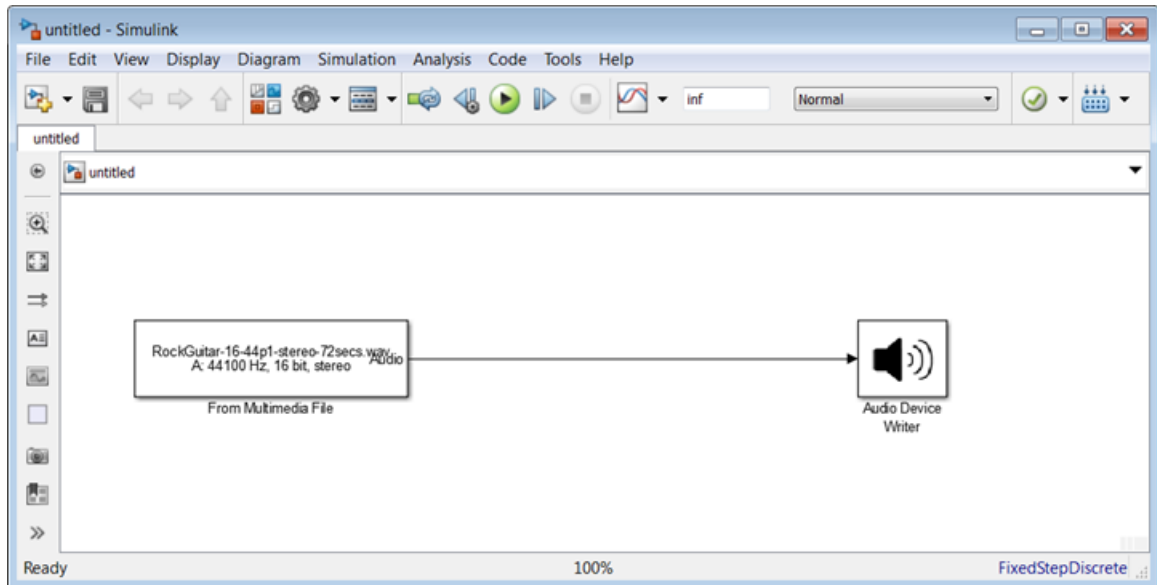 untitled - Simulink
File Edit View Display Diagram Simulation Analysis Code Tools Help
inf Normal
untitled
untitled
RockGuitar-16-44p1-stereo-72secs.wav
Audio
A: 44100 Hz, 16 bit, stereo
From Multimedia File
Audio Device
Writer
Ready 100% FixedStepDiscrete